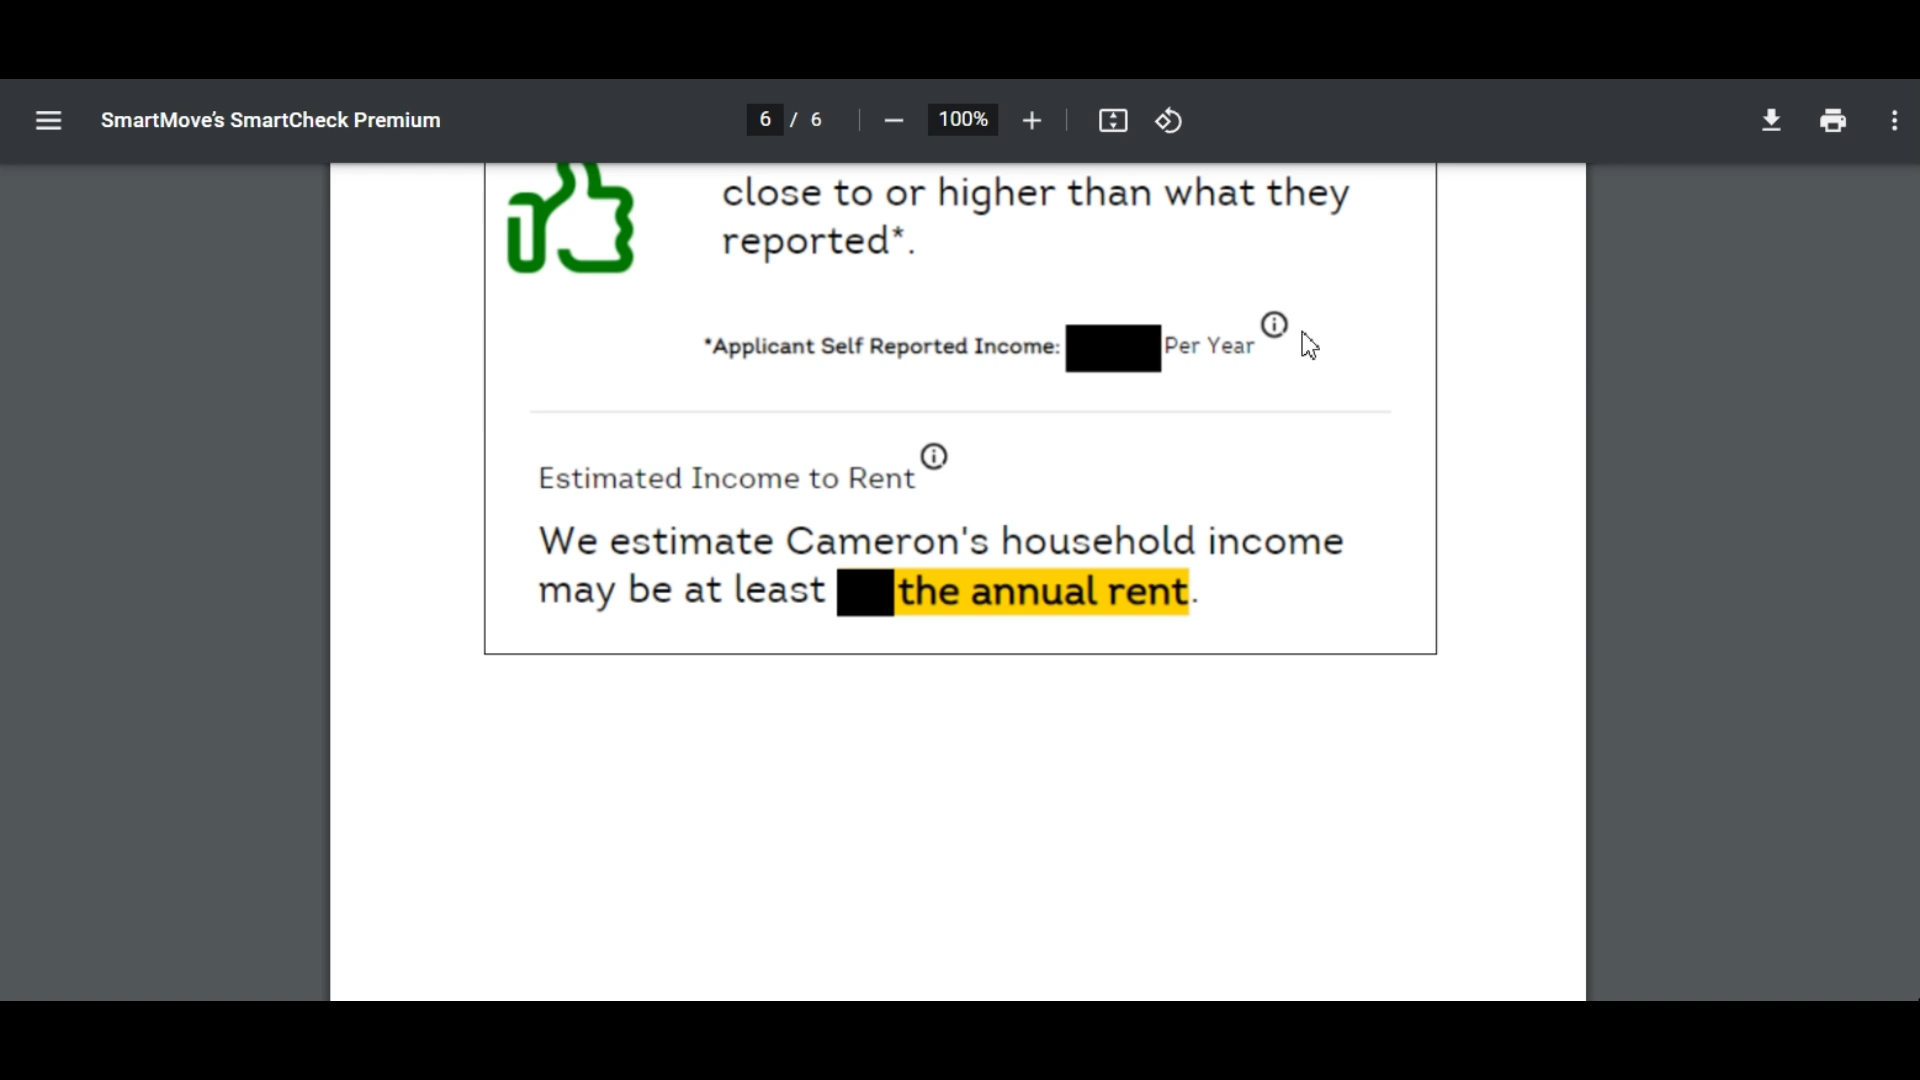 SmartMove's SmartCheck Premium
6 / 6
100%
close to or higher than what they
reported*.
*Applicant Self Reported Income: Per Year
Estimated Income to Rent
We estimate Cameron's household income
may be at least the annual rent.